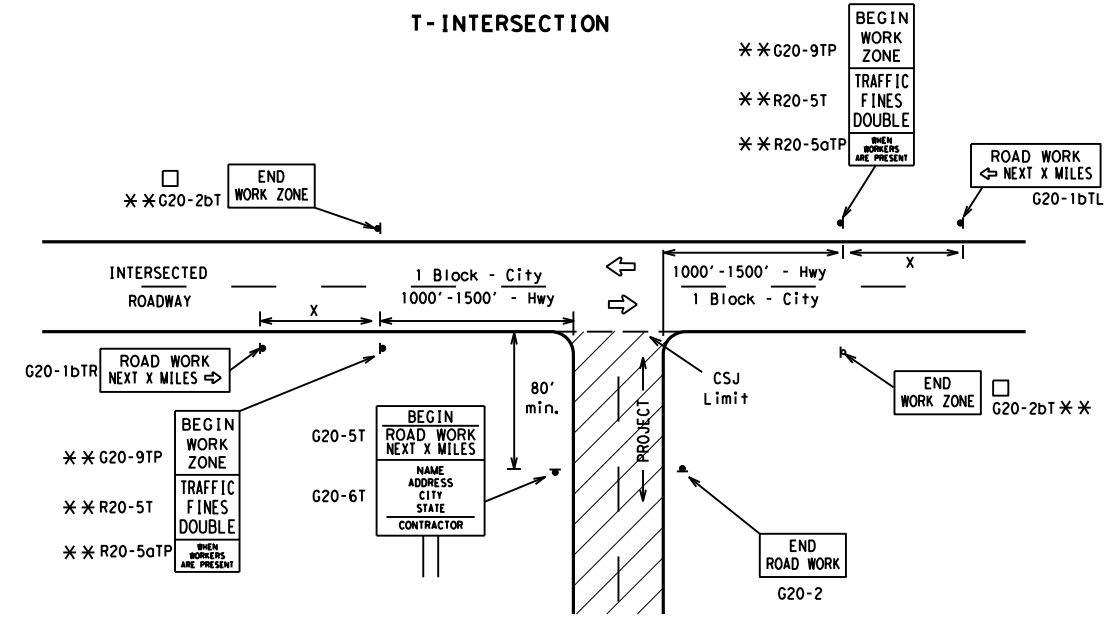 T-INTERSECTION
BEGIN
WORK
ZONE
TRAFFIC
FINES
DOUBLE
WHEN
WORKERS
ARE PRESENT
**G20-9TP
**R20-5T
**R20-5aTP
ROAD WORK
⇦ NEXT X MILES
G20-1bTL
END
WORK ZONE
□
**G20-2bT
INTERSECTED
ROADWAY
1 Block - City
1000'-1500' - Hwy
X
1000'-1500' - Hwy
1 Block - City
X
ROAD WORK
NEXT X MILES ⇨
G20-1bTR
80'
min.
CSJ
Limit
PROJECT
END
WORK ZONE
□
G20-2bT**
BEGIN
WORK
ZONE
TRAFFIC
FINES
DOUBLE
WHEN
WORKERS
ARE PRESENT
**G20-9TP
**R20-5T
**R20-5aTP
G20-5T
G20-6T
BEGIN
ROAD WORK
NEXT X MILES
NAME
ADDRESS
CITY
STATE
CONTRACTOR
END
ROAD WORK
G20-2